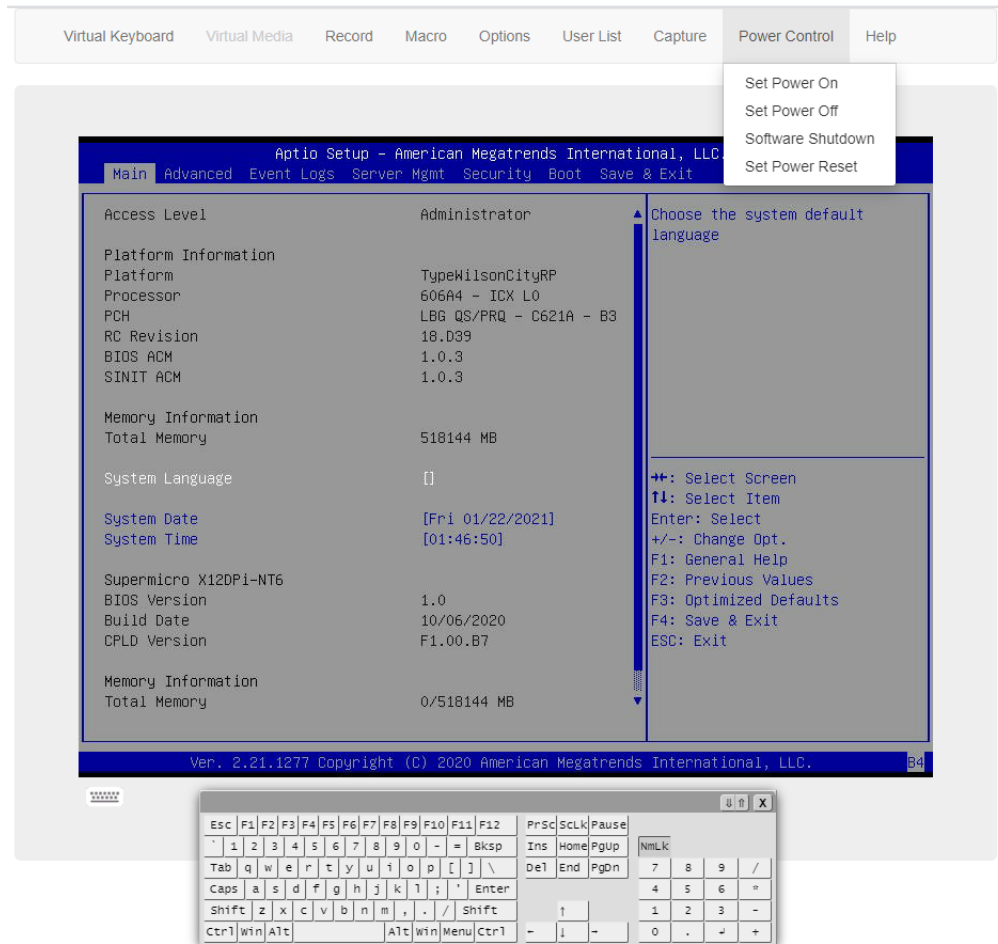 Virtual Keyboard Virtual Media Record Macro Options User List Capture Power Control Help
Set Power On
Set Power Off
Software Shutdown
Set Power Reset
Aptio Setup – American Megatrends International, LLC.
Main Advanced Event Logs Server Mgmt Security Boot Save & Exit
Access Level Administrator
Platform Information
Platform TypeWilsonCityRP
Processor 606A4 – ICX L0
PCH LBG QS/PRQ – C621A – B3
RC Revision 18.D39
BIOS ACM 1.0.3
SINIT ACM 1.0.3
Memory Information
Total Memory 518144 MB
System Language []
System Date [Fri 01/22/2021]
System Time [01:46:50]
Supermicro X12DPi-NT6
BIOS Version 1.0
Build Date 10/06/2020
CPLD Version F1.00.B7
Memory Information
Total Memory 0/518144 MB
Choose the system default
language
→←: Select Screen
↑↓: Select Item
Enter: Select
+/-: Change Opt.
F1: General Help
F2: Previous Values
F3: Optimized Defaults
F4: Save & Exit
ESC: Exit
Ver. 2.21.1277 Copyright (C) 2020 American Megatrends International, LLC.
B4
⇓ ⇑ X
Esc F1 F2 F3 F4 F5 F6 F7 F8 F9 F10 F11 F12 PrSc ScLk Pause
` 1 2 3 4 5 6 7 8 9 0 - = Bksp Ins Home PgUp NmLk
Tab q w e r t y u i o p [ ] \ Del End PgDn 7 8 9 /
Caps a s d f g h j k l ; ' Enter 4 5 6 *
Shift z x c v b n m , . / Shift ↑ 1 2 3 -
Ctrl Win Alt Alt Win Menu Ctrl ← ↓ → 0 . ↵ +